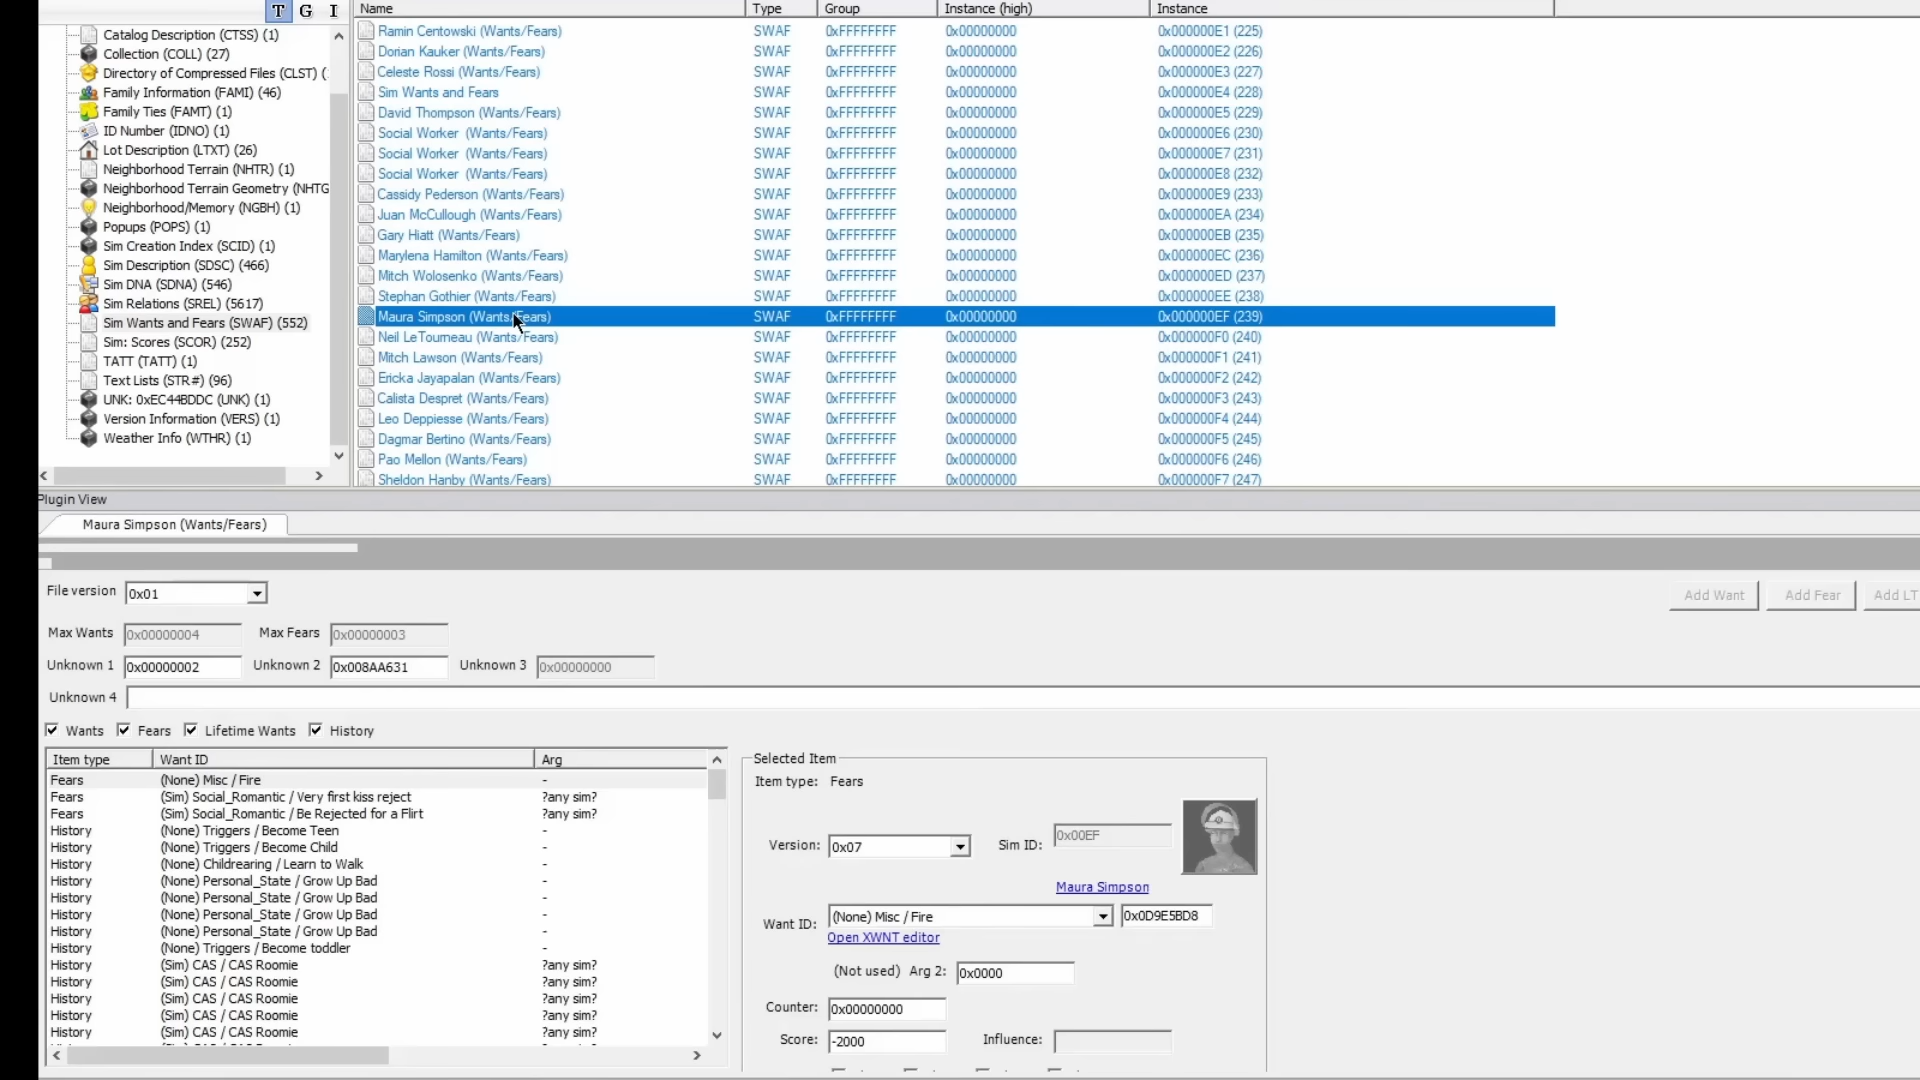 T G I
Catalog Description (CTSS) (1)
Collection (COLL) (27)
Directory of Compressed Files (CLST) (
Family Information (FAMI) (46)
Family Ties (FAMT) (1)
ID Number (IDNO) (1)
Lot Description (LTXT) (26)
Neighborhood Terrain (NHTR) (1)
Neighborhood Terrain Geometry (NHTG
Neighborhood/Memory (NGBH) (1)
Popups (POPS) (1)
Sim Creation Index (SCID) (1)
Sim Description (SDSC) (466)
Sim DNA (SDNA) (546)
Sim Relations (SREL) (5617)
Sim Wants and Fears (SWAF) (552)
Sim: Scores (SCOR) (252)
TATT (TATT) (1)
Text Lists (STR#) (96)
UNK: 0xEC44BDDC (UNK) (1)
Version Information (VERS) (1)
Weather Info (WTHR) (1)
Name Type Group Instance (high) Instance
Ramin Centowski (Wants/Fears) SWAF 0xFFFFFFFF 0x00000000 0x000000E1 (225)
Dorian Kauker (Wants/Fears) SWAF 0xFFFFFFFF 0x00000000 0x000000E2 (226)
Celeste Rossi (Wants/Fears) SWAF 0xFFFFFFFF 0x00000000 0x000000E3 (227)
Sim Wants and Fears SWAF 0xFFFFFFFF 0x00000000 0x000000E4 (228)
David Thompson (Wants/Fears) SWAF 0xFFFFFFFF 0x00000000 0x000000E5 (229)
Social Worker (Wants/Fears) SWAF 0xFFFFFFFF 0x00000000 0x000000E6 (230)
Social Worker (Wants/Fears) SWAF 0xFFFFFFFF 0x00000000 0x000000E7 (231)
Social Worker (Wants/Fears) SWAF 0xFFFFFFFF 0x00000000 0x000000E8 (232)
Cassidy Pederson (Wants/Fears) SWAF 0xFFFFFFFF 0x00000000 0x000000E9 (233)
Juan McCullough (Wants/Fears) SWAF 0xFFFFFFFF 0x00000000 0x000000EA (234)
Gary Hiatt (Wants/Fears) SWAF 0xFFFFFFFF 0x00000000 0x000000EB (235)
Marylena Hamilton (Wants/Fears) SWAF 0xFFFFFFFF 0x00000000 0x000000EC (236)
Mitch Wolosenko (Wants/Fears) SWAF 0xFFFFFFFF 0x00000000 0x000000ED (237)
Stephan Gothier (Wants/Fears) SWAF 0xFFFFFFFF 0x00000000 0x000000EE (238)
Maura Simpson (Wants/Fears) SWAF 0xFFFFFFFF 0x00000000 0x000000EF (239)
Neil LeTourneau (Wants/Fears) SWAF 0xFFFFFFFF 0x00000000 0x000000F0 (240)
Mitch Lawson (Wants/Fears) SWAF 0xFFFFFFFF 0x00000000 0x000000F1 (241)
Ericka Jayapalan (Wants/Fears) SWAF 0xFFFFFFFF 0x00000000 0x000000F2 (242)
Calista Despret (Wants/Fears) SWAF 0xFFFFFFFF 0x00000000 0x000000F3 (243)
Leo Deppiesse (Wants/Fears) SWAF 0xFFFFFFFF 0x00000000 0x000000F4 (244)
Dagmar Bertino (Wants/Fears) SWAF 0xFFFFFFFF 0x00000000 0x000000F5 (245)
Pao Mellon (Wants/Fears) SWAF 0xFFFFFFFF 0x00000000 0x000000F6 (246)
Sheldon Hanby (Wants/Fears) SWAF 0xFFFFFFFF 0x00000000 0x000000F7 (247)
Plugin View
Maura Simpson (Wants/Fears)
File version 0x01 Add Want Add Fear Add LT
Max Wants 0x00000004 Max Fears 0x00000003
Unknown 1 0x00000002 Unknown 2 0x008AA631 Unknown 3 0x00000000
Unknown 4
Wants Fears Lifetime Wants History
Item type Want ID Arg
Fears (None) Misc / Fire -
Fears (Sim) Social_Romantic / Very first kiss reject ?any sim?
Fears (Sim) Social_Romantic / Be Rejected for a Flirt ?any sim?
History (None) Triggers / Become Teen -
History (None) Triggers / Become Child -
History (None) Childrearing / Learn to Walk -
History (None) Personal_State / Grow Up Bad -
History (None) Personal_State / Grow Up Bad -
History (None) Personal_State / Grow Up Bad -
History (None) Personal_State / Grow Up Bad -
History (None) Triggers / Become toddler -
History (Sim) CAS / CAS Roomie ?any sim?
History (Sim) CAS / CAS Roomie ?any sim?
History (Sim) CAS / CAS Roomie ?any sim?
History (Sim) CAS / CAS Roomie ?any sim?
History (Sim) CAS / CAS Roomie ?any sim?
Selected Item
Item type: Fears
Version: 0x07 Sim ID: 0x00EF
Maura Simpson
Want ID: (None) Misc / Fire 0x0D9E5BD8
Open XWNT editor
(Not used) Arg 2: 0x0000
Counter: 0x00000000
Score: -2000 Influence: